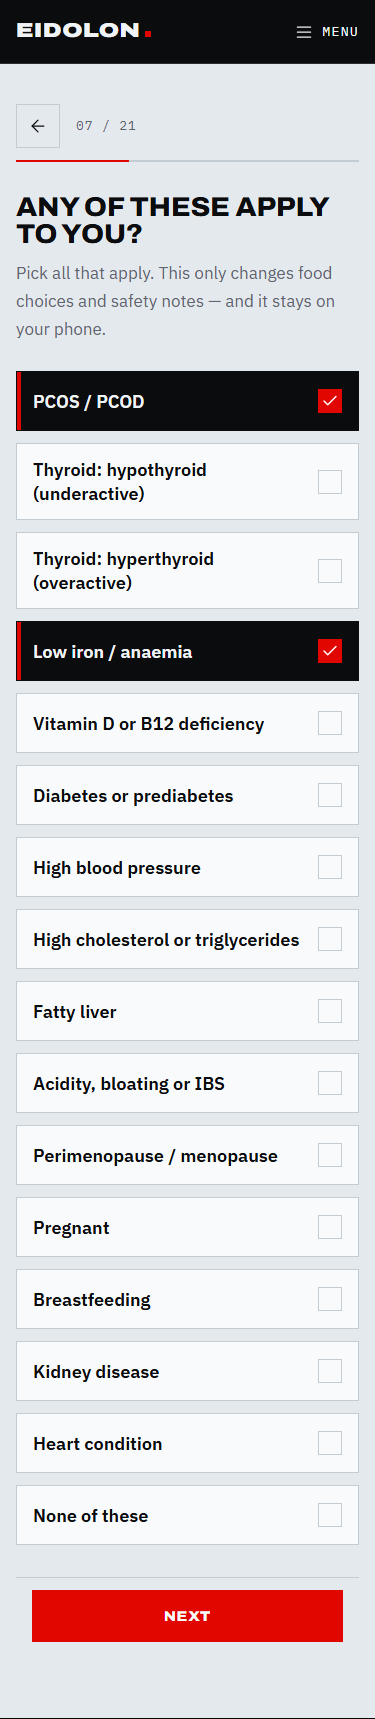 EIDOLON.
MENU
07 / 21
ANY OF THESE APPLY
TO YOU?
Pick all that apply. This only changes food
choices and safety notes — and it stays on
your phone.
PCOS / PCOD
Thyroid: hypothyroid
(underactive)
Thyroid: hyperthyroid
(overactive)
Low iron / anaemia
Vitamin D or B12 deficiency
Diabetes or prediabetes
High blood pressure
High cholesterol or triglycerides
Fatty liver
Acidity, bloating or IBS
Perimenopause / menopause
Pregnant
Breastfeeding
Kidney disease
Heart condition
None of these
NEXT